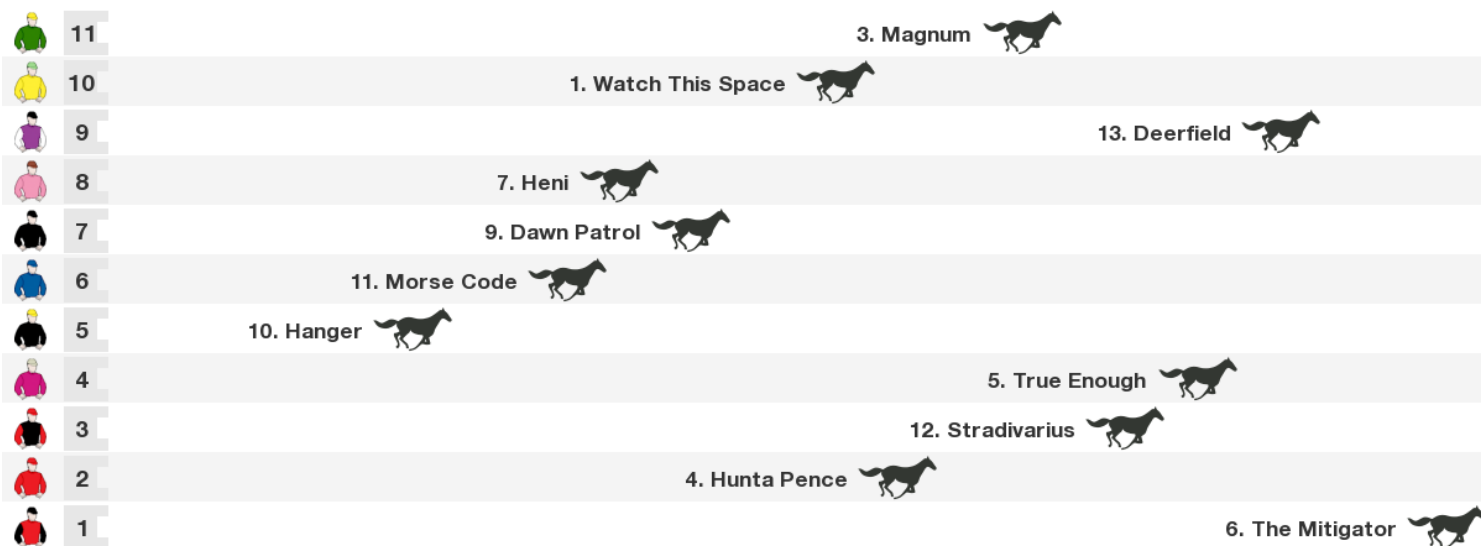 11 3. Magnum
10 1. Watch This Space
9 13. Deerfield
8 7. Heni
7 9. Dawn Patrol
6 11. Morse Code
5 10. Hanger
4 5. True Enough
3 12. Stradivarius
2 4. Hunta Pence
1 6. The Mitigator